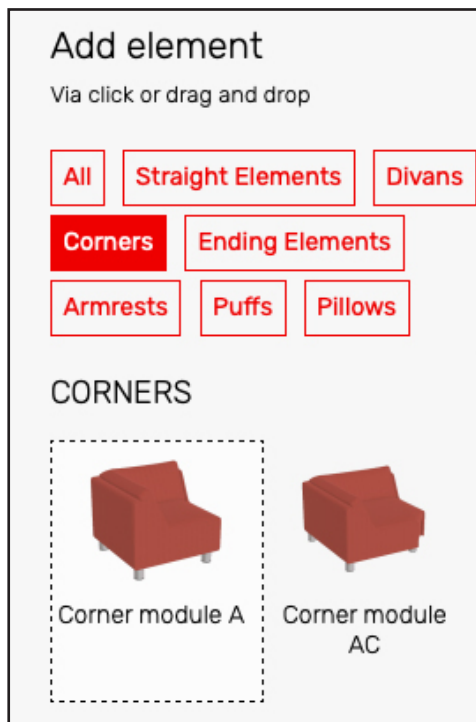 Add element
Via click or drag and drop
All Straight Elements Divans
Corners Ending Elements
Armrests Puffs Pillows
CORNERS
Corner module A
Corner module
AC